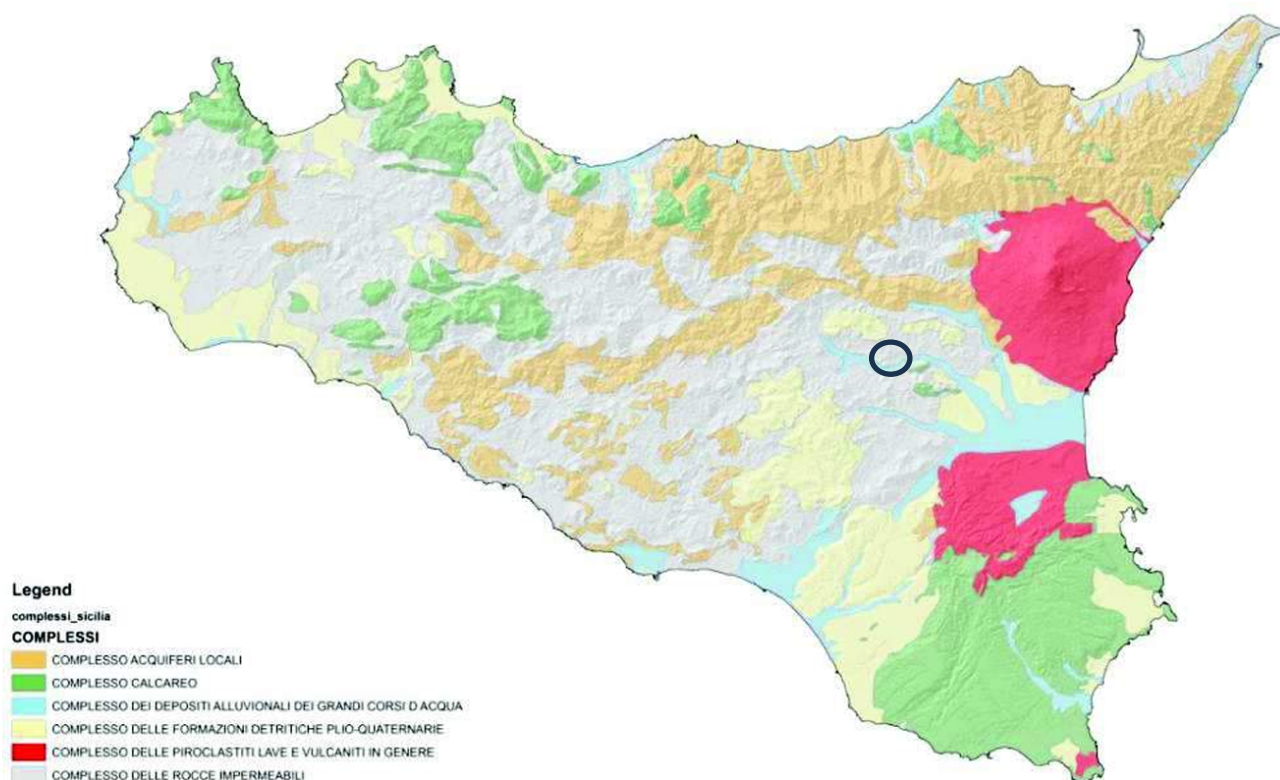 Legend
complessi_sicilia
COMPLESSI
COMPLESSO ACQUIFERI LOCALI
COMPLESSO CALCAREO
COMPLESSO DEI DEPOSITI ALLUVIONALI DEI GRANDI CORSI D ACQUA
COMPLESSO DELLE FORMAZIONI DETRITICHE PLIO-QUATERNARIE
COMPLESSO DELLE PIROCLASTITI LAVE E VULCANITI IN GENERE
COMPLESSO DELLE ROCCE IMPERMEABILI